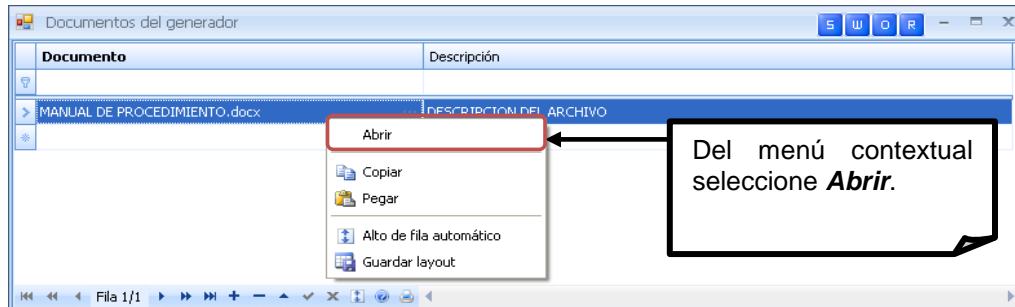 Documentos del generador
S W O R
Documento Descripción
MANUAL DE PROCEDIMIENTO.docx DESCRIPCION DEL ARCHIVO
Abrir
Copiar
Pegar
Alto de fila automático
Guardar layout
Del menú contextual
seleccione Abrir.
Fila 1/1